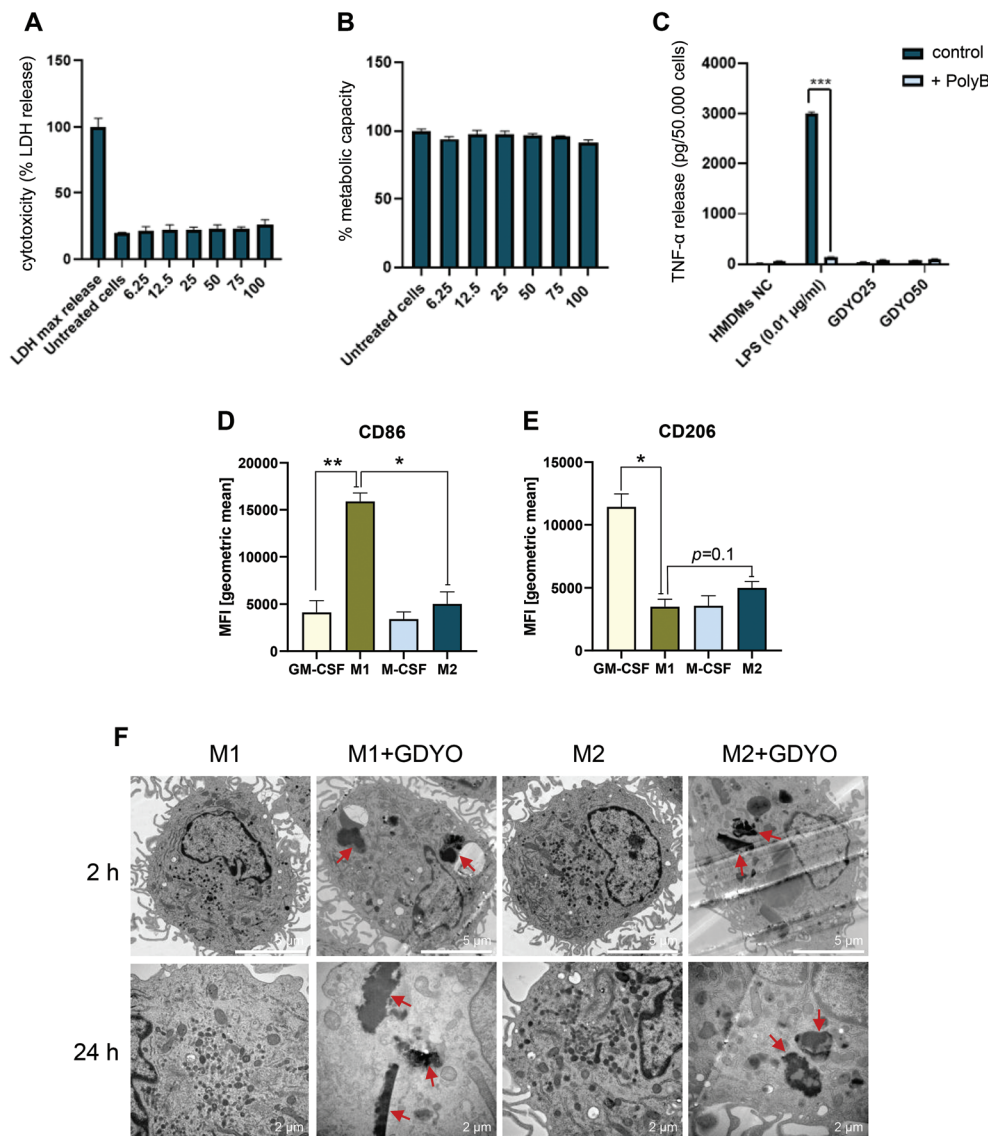 A
cytotoxicity (% LDH release)
150
100
50
0
LDH max release
Untreated cells
6.25
12.5
25
50
75
100
B
% metabolic capacity
150
100
50
0
Untreated cells
6.25
12.5
25
50
75
100
C
control
+ PolyB
TNF-α release (pg/50.000 cells)
4000
3000
2000
1000
0
***
HMDMs NC
LPS (0.01 µg/ml)
GDYO25
GDYO50
D
CD86
MFI [geometric mean]
20000
15000
10000
5000
0
**
*
GM-CSF M1 M-CSF M2
E
CD206
MFI [geometric mean]
15000
10000
5000
0
*
p=0.1
GM-CSF M1 M-CSF M2
F
M1 M1+GDYO M2 M2+GDYO
2 h
5 µm 5 µm 5 µm 5 µm
24 h
2 µm 2 µm 2 µm 2 µm